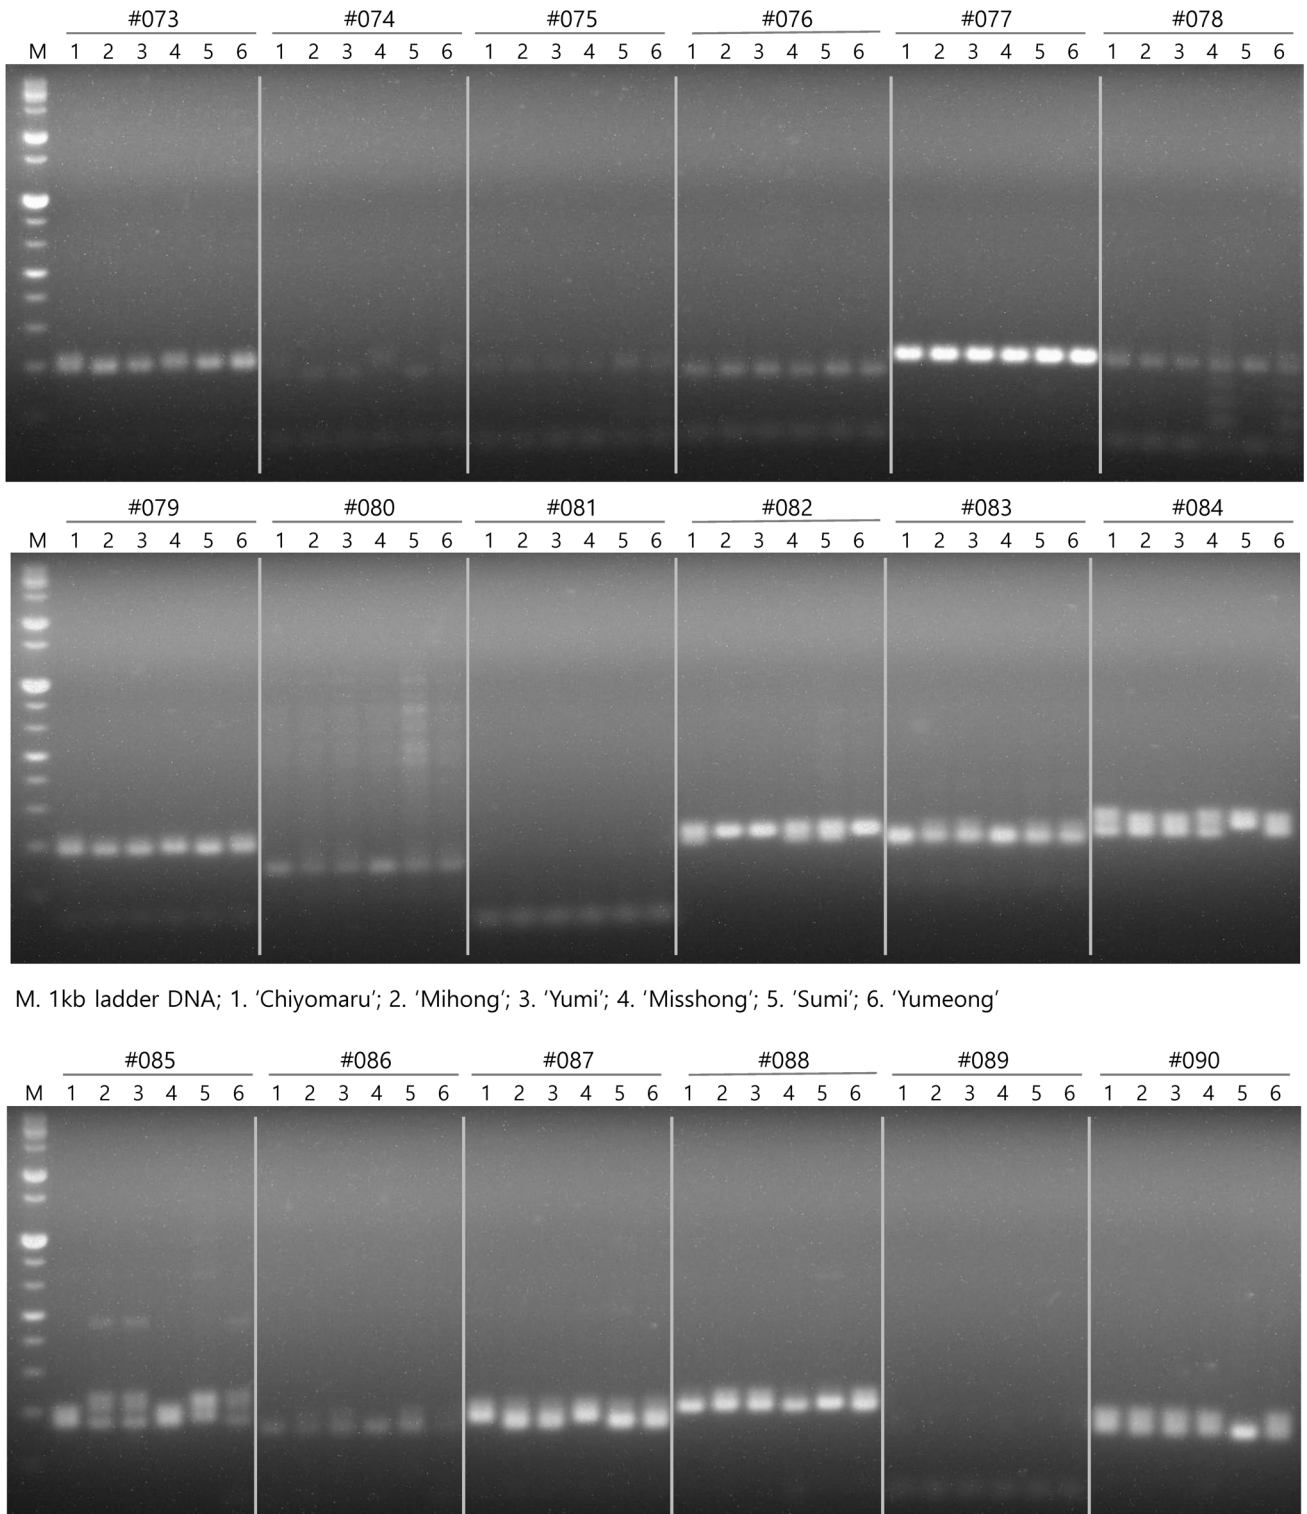 #073 #074 #075 #076 #077 #078
M 1 2 3 4 5 6 1 2 3 4 5 6 1 2 3 4 5 6 1 2 3 4 5 6 1 2 3 4 5 6 1 2 3 4 5 6
#079 #080 #081 #082 #083 #084
M 1 2 3 4 5 6 1 2 3 4 5 6 1 2 3 4 5 6 1 2 3 4 5 6 1 2 3 4 5 6 1 2 3 4 5 6
M. 1kb ladder DNA; 1. ‘Chiyomaru’; 2. ‘Mihong’; 3. ‘Yumi’; 4. ‘Misshong’; 5. ‘Sumi’; 6. ‘Yumeong’
#085 #086 #087 #088 #089 #090
M 1 2 3 4 5 6 1 2 3 4 5 6 1 2 3 4 5 6 1 2 3 4 5 6 1 2 3 4 5 6 1 2 3 4 5 6